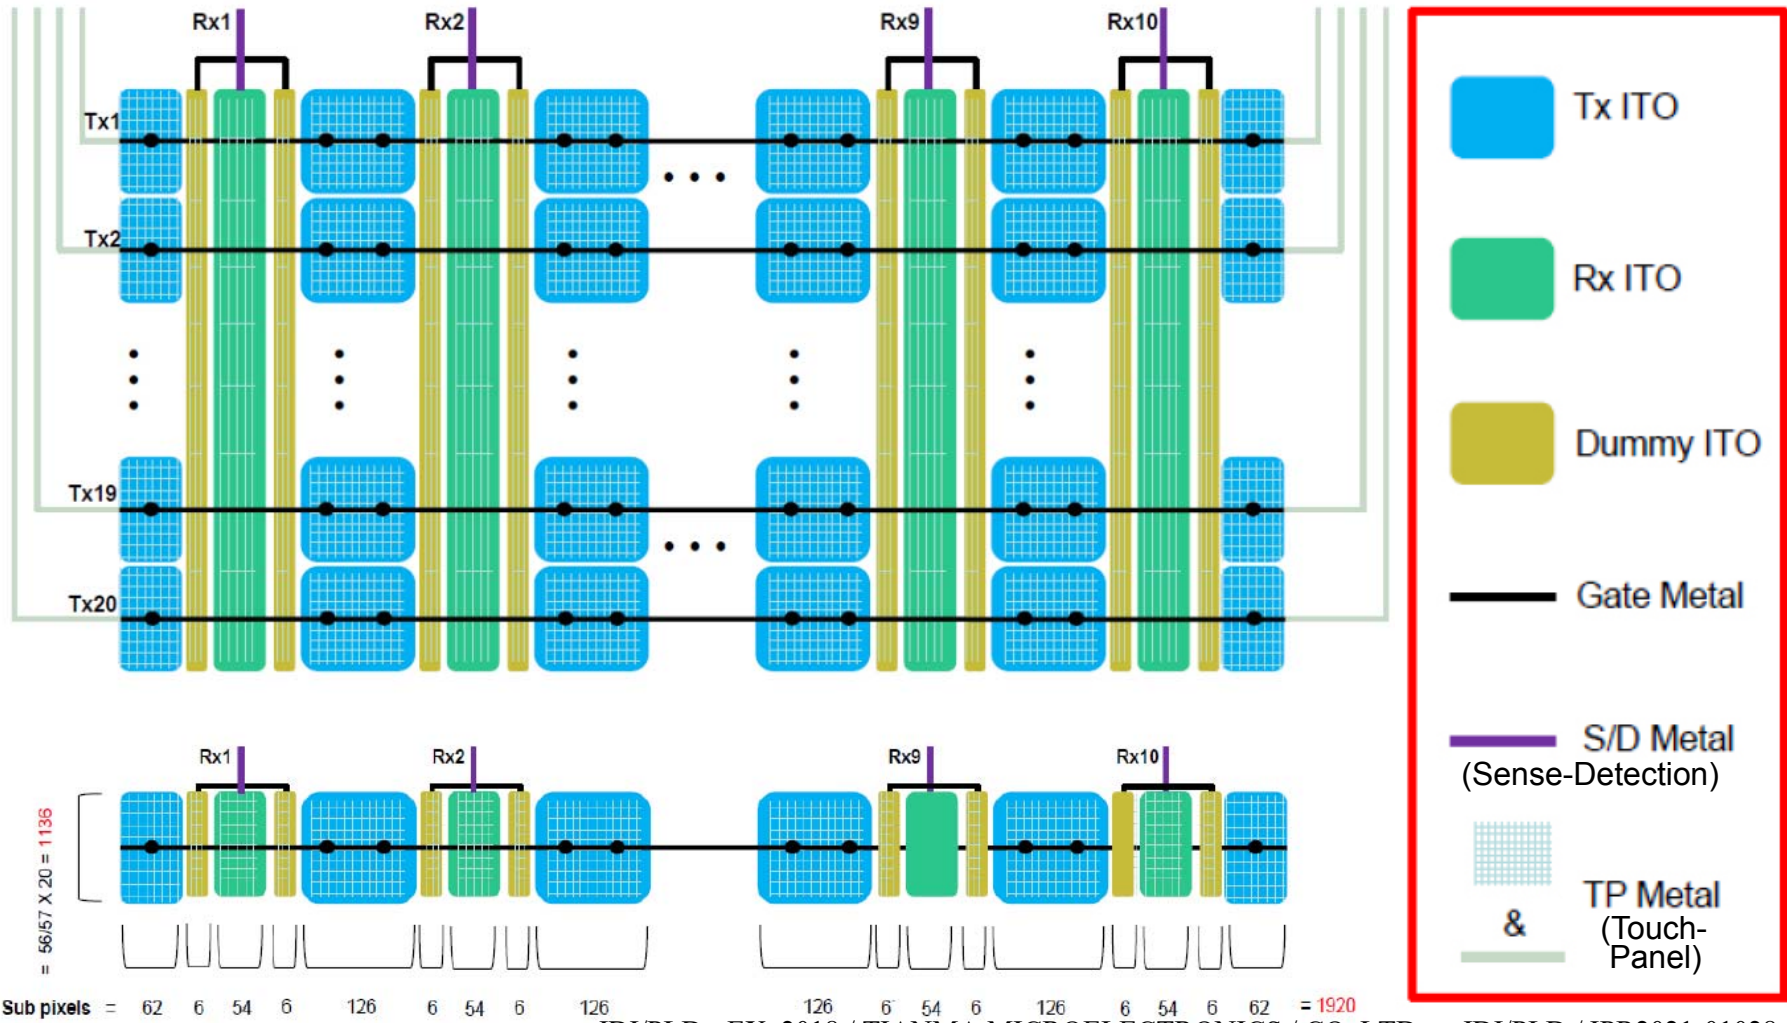 Rx1 Rx2 Rx9 Rx10
Tx1
Tx2
Tx19
Tx20
Tx ITO
Rx ITO
Dummy ITO
Gate Metal
S/D Metal
(Sense-Detection)
TP Metal
&
(Touch-
Panel)
Rx1 Rx2 Rx9 Rx10
= 56/57 X 20 = 1136
Sub pixels = 62 6 54 6 126 6 54 6 126 126 6 54 6 126 6 54 6 62 = 1920